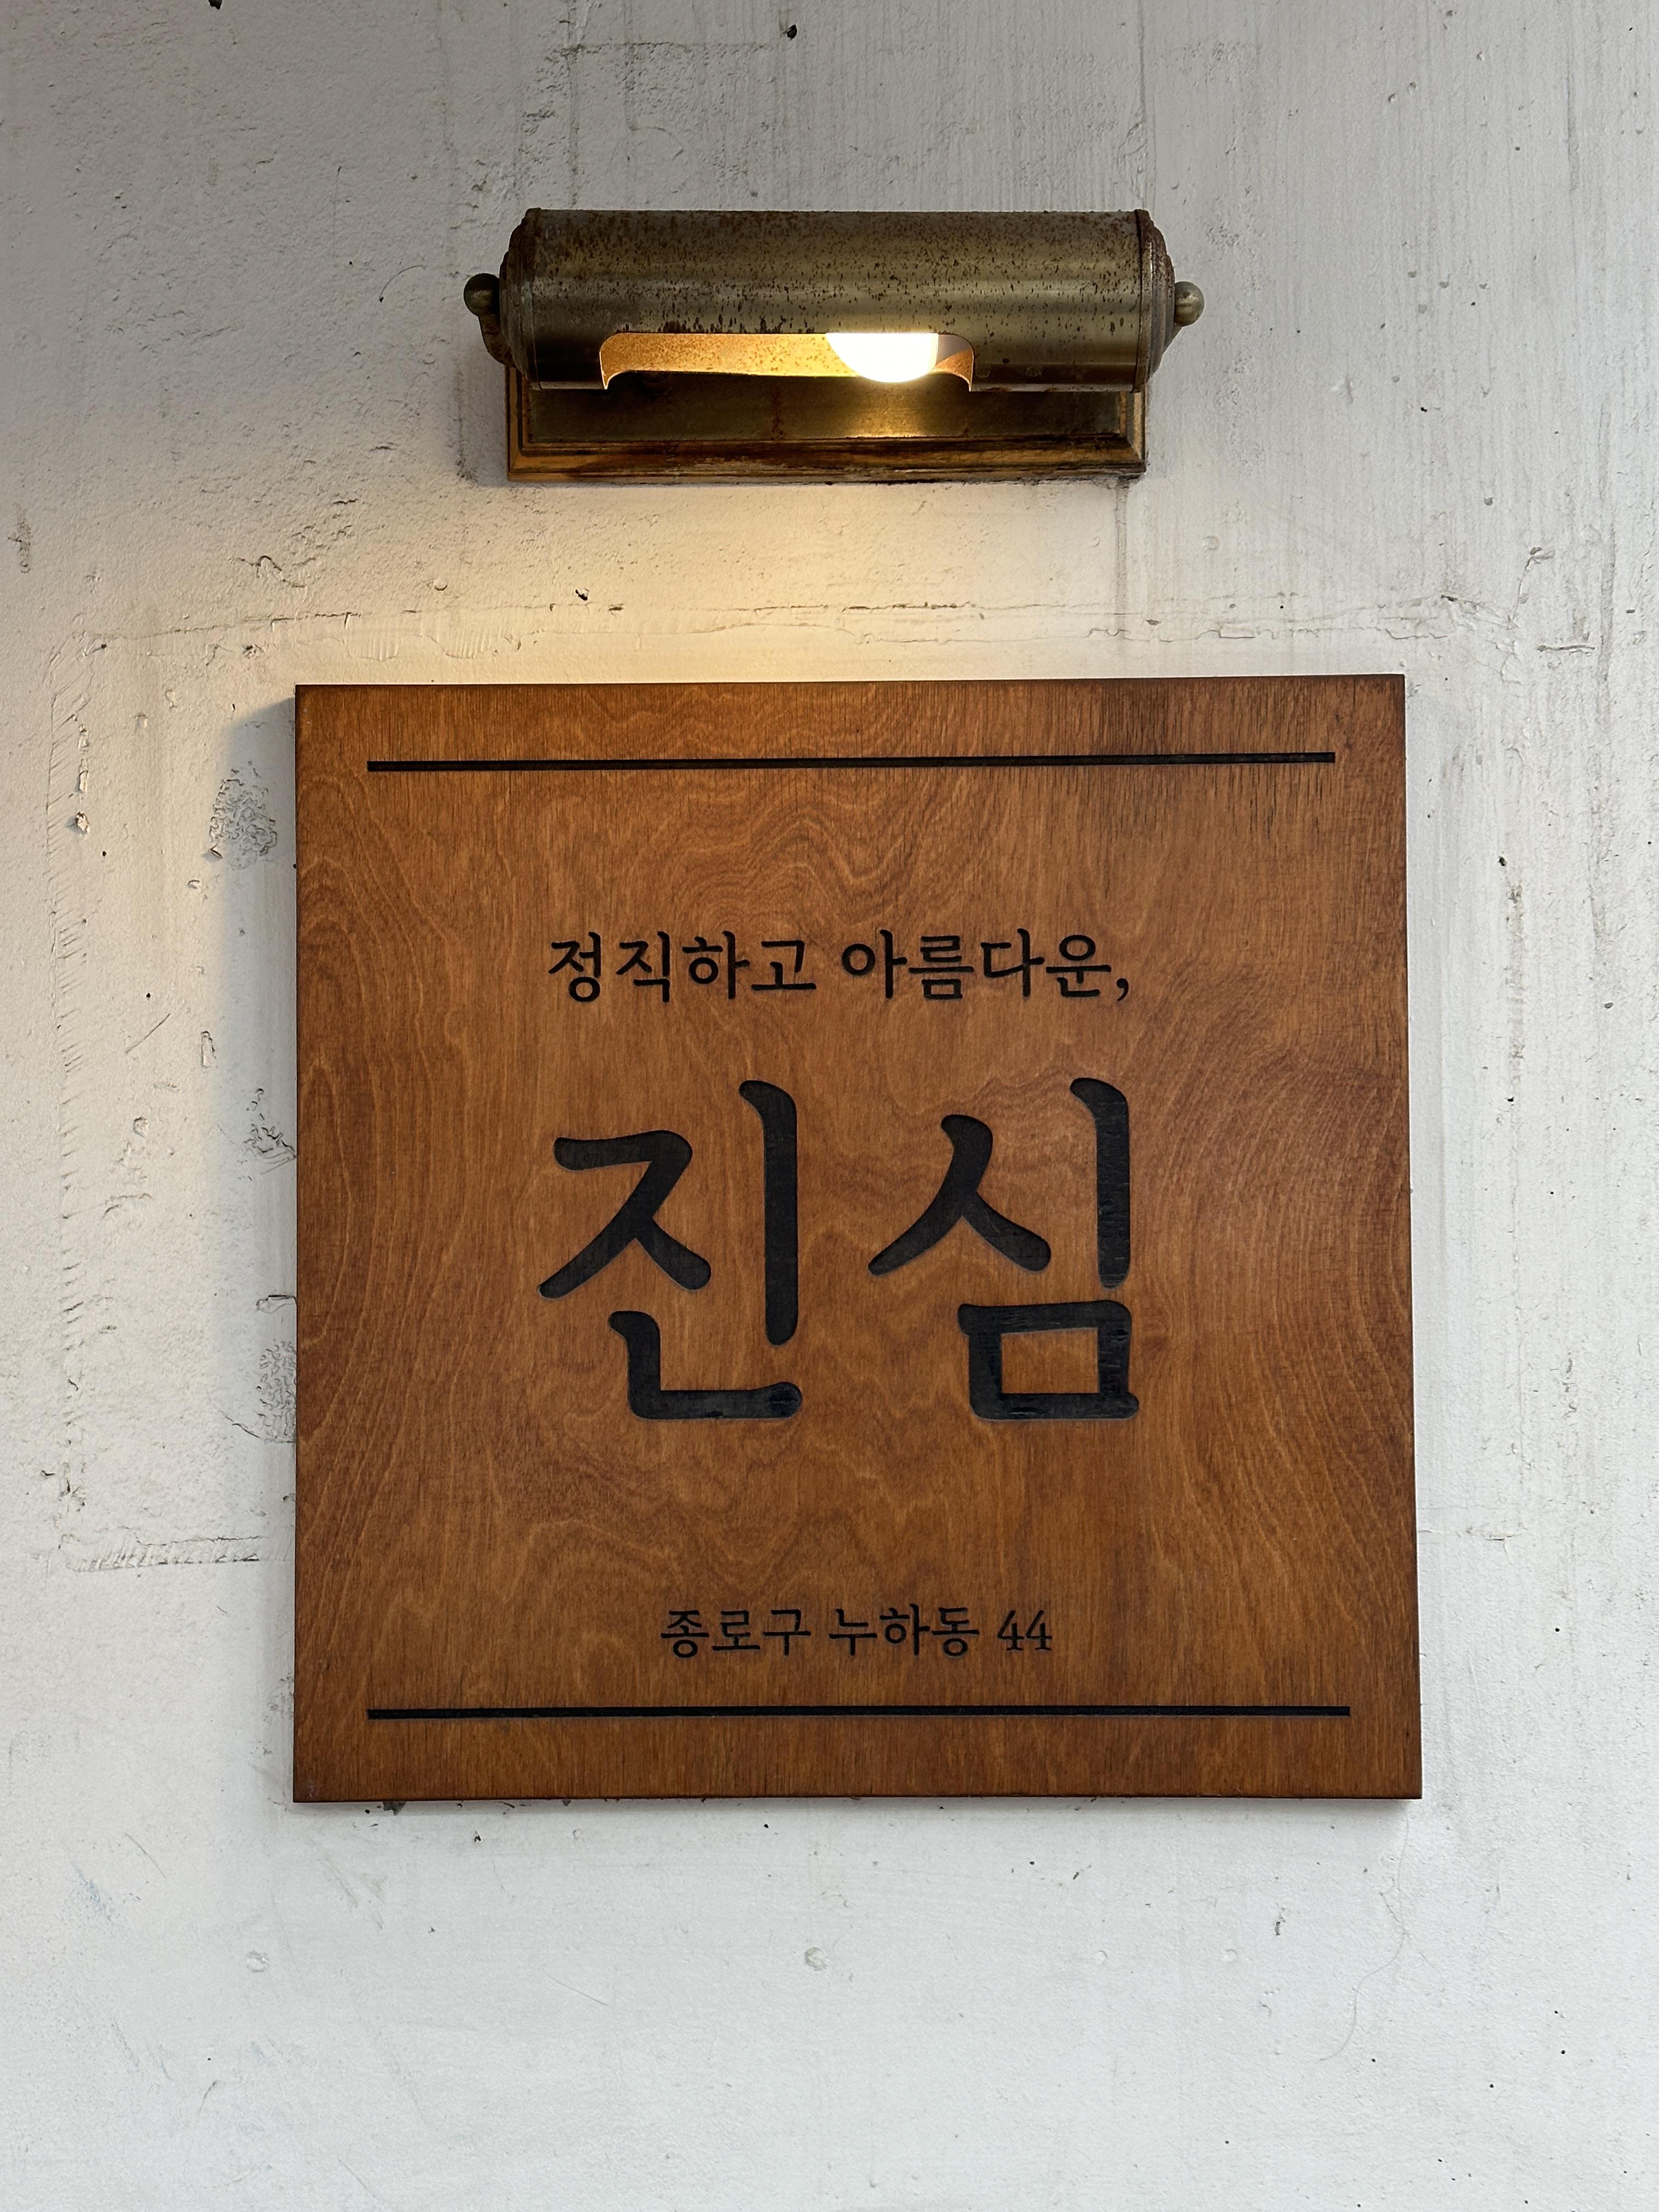 정직하고 아름다운,
진심
종로구 누하동 44